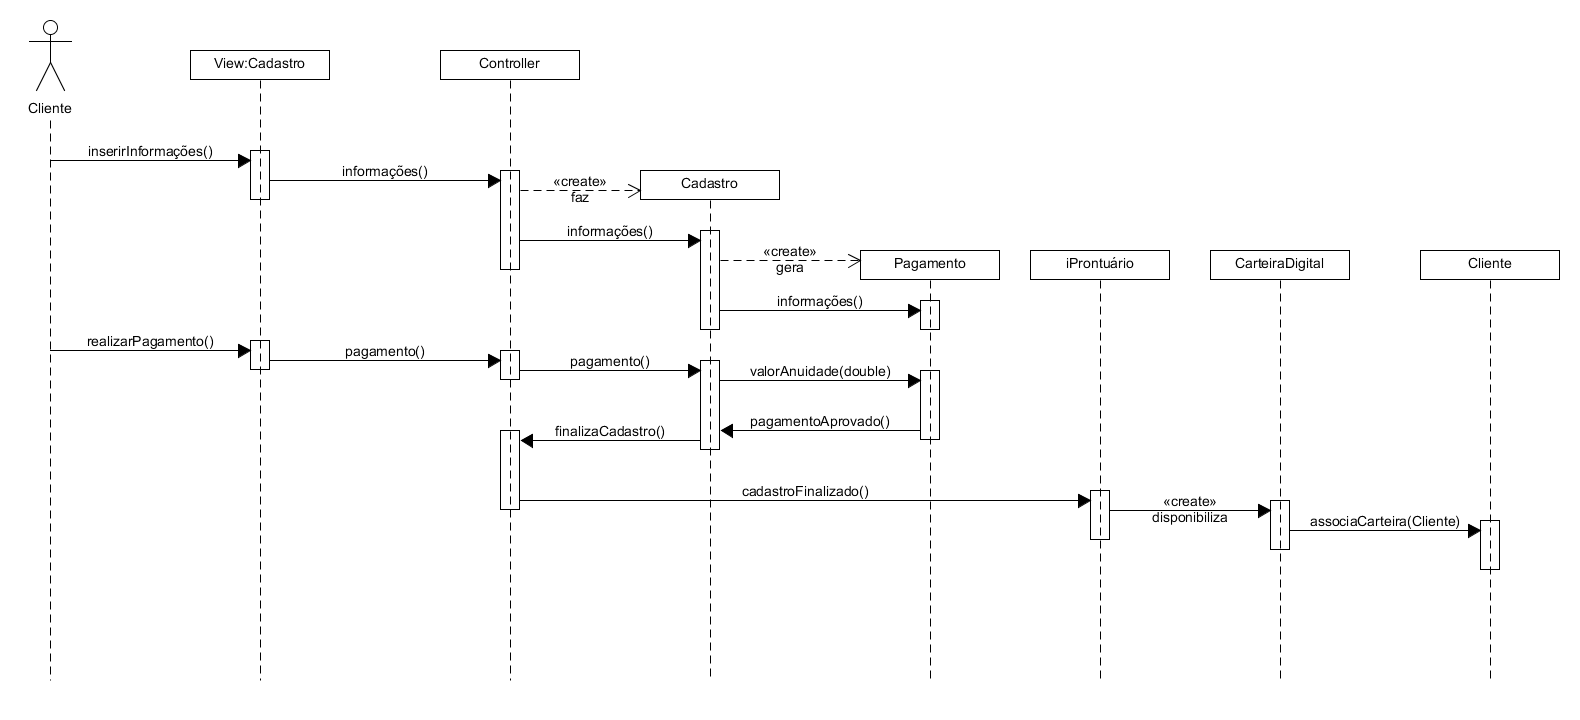 Cliente
View:Cadastro
Controller
inserirInformações()
informações()
«create»
faz
Cadastro
informações()
«create»
gera
Pagamento
iProntuário
CarteiraDigital
Cliente
informações()
realizarPagamento()
pagamento()
pagamento()
valorAnuidade(double)
pagamentoAprovado()
finalizaCadastro()
cadastroFinalizado()
«create»
disponibiliza
associaCarteira(Cliente)